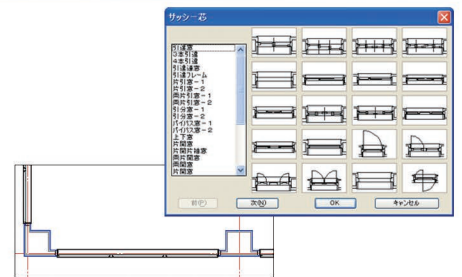 サッシー芯
引違窓
3本引違
4本引違
引違連窓
引違フレーム
片引窓-1
片引窓-2
両片引窓-1
両片引窓-2
引分窓-1
引分窓-2
バイパス窓-1
バイパス窓-2
上下窓
片開窓
片開片袖窓
両片開窓
両開窓
片開窓
前(P)
次(N)
OK
キャンセル